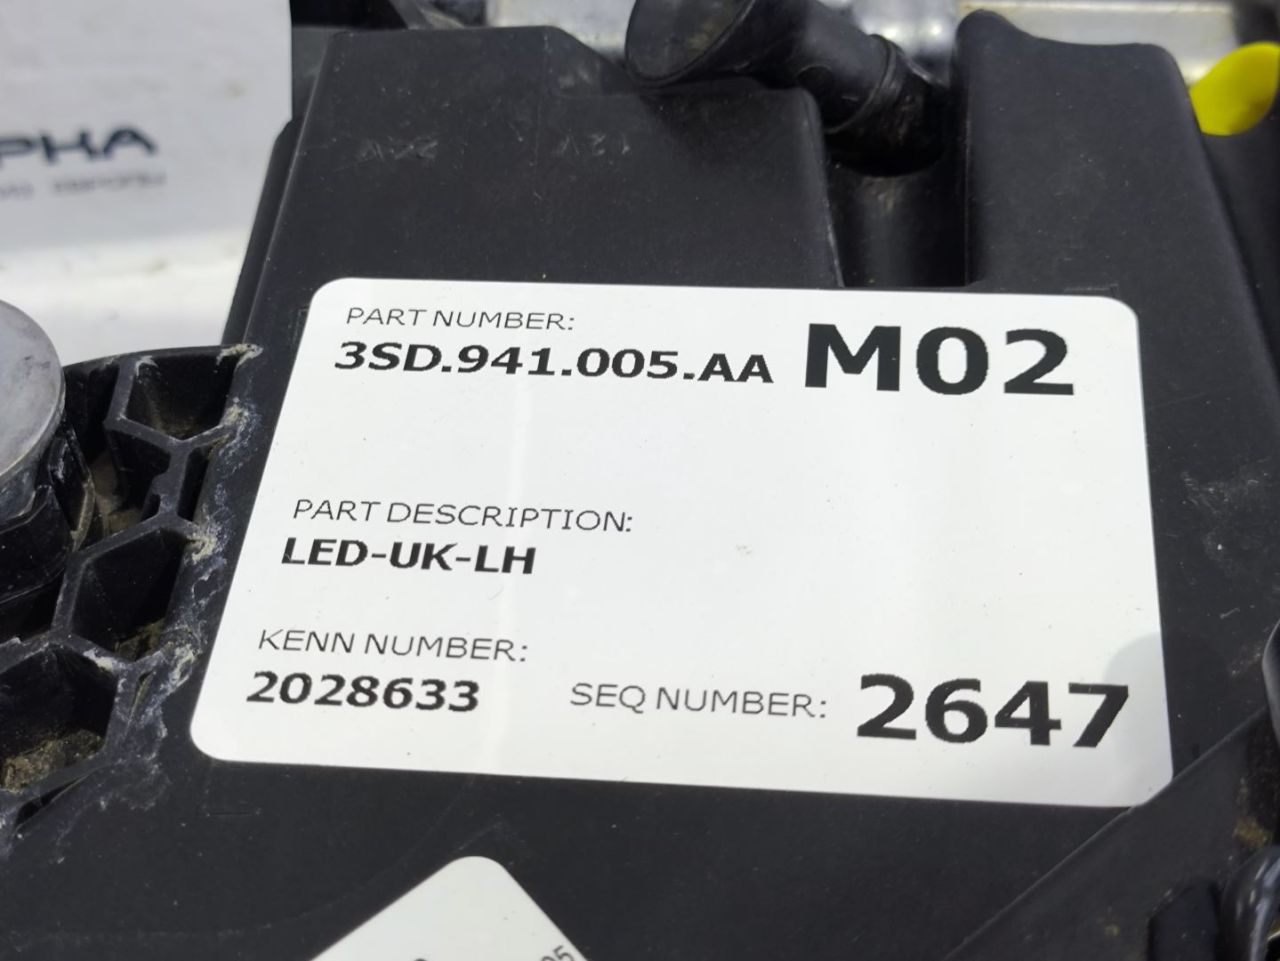 PART NUMBER:
3SD.941.005.AA M02
PART DESCRIPTION:
LED-UK-LH
KENN NUMBER:
2028633 SEQ NUMBER: 2647